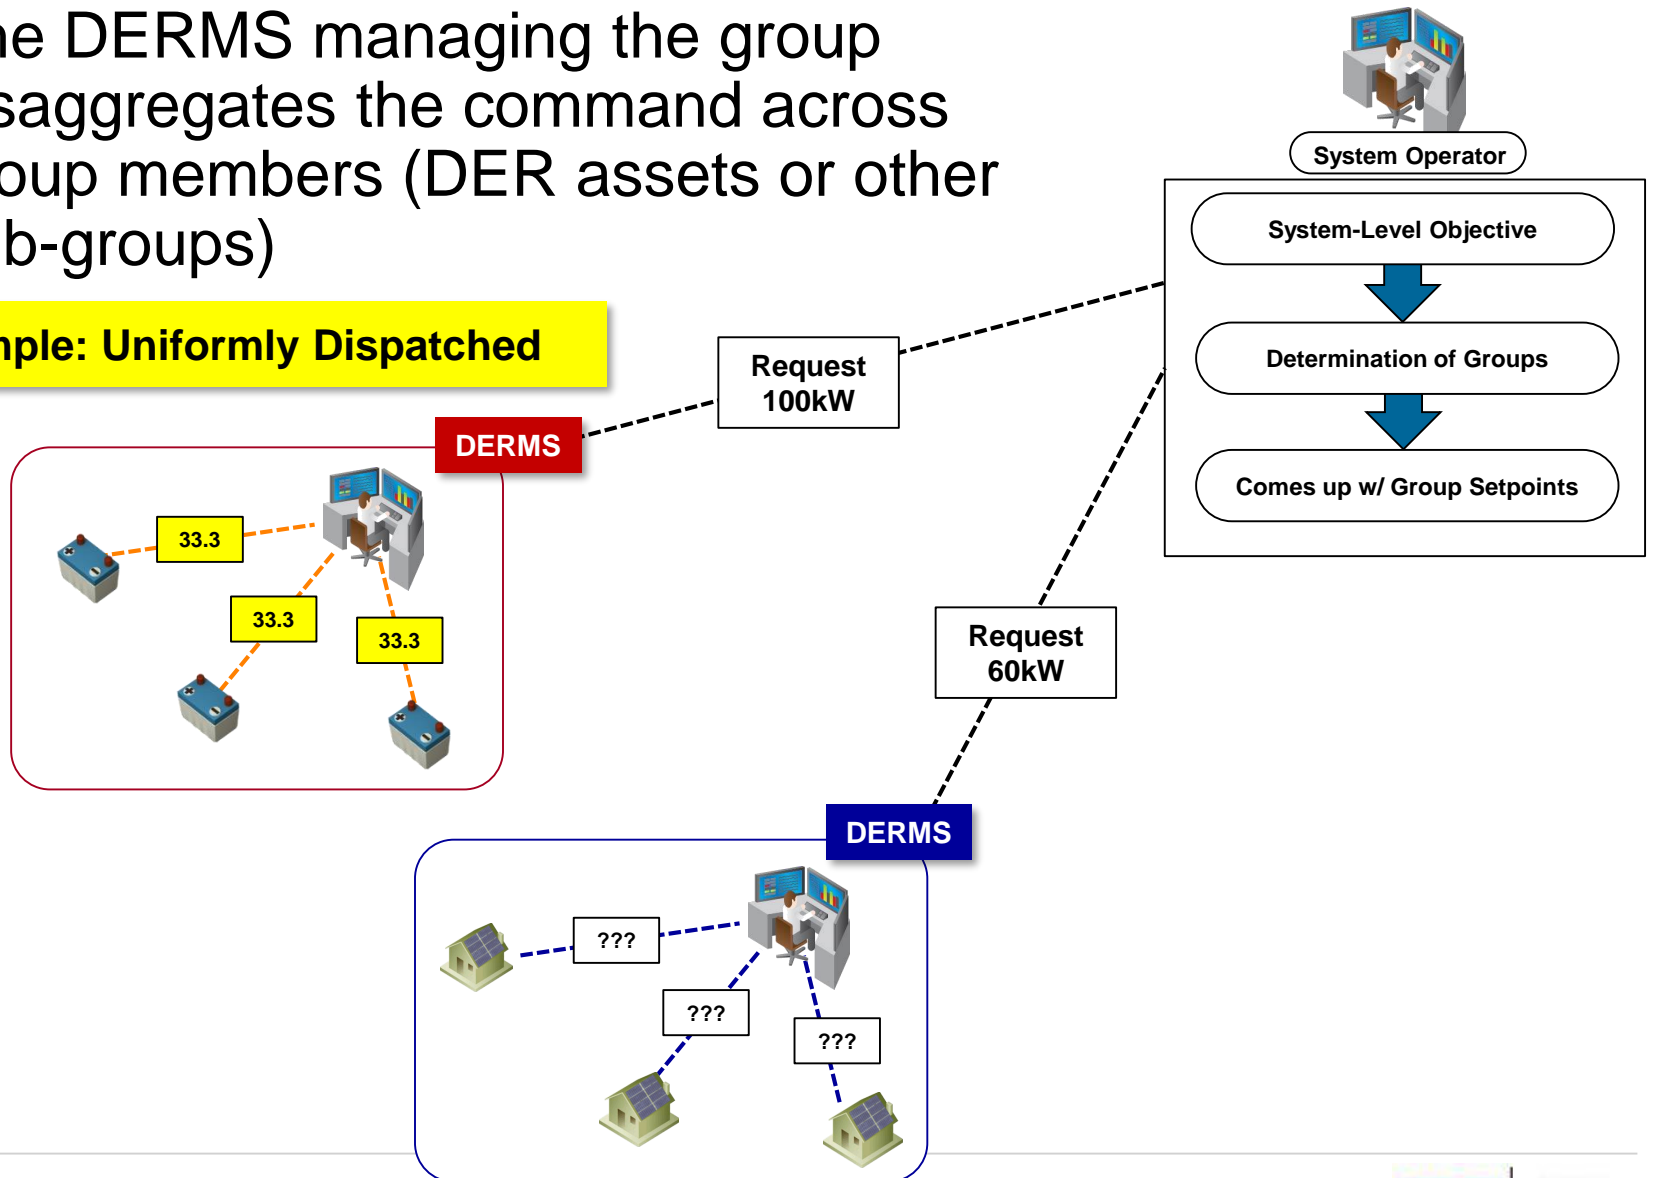 he DERMS managing the group
saggregates the command across
oup members (DER assets or other
b-groups)
mple: Uniformly Dispatched
System Operator
System-Level Objective
Determination of Groups
Comes up w/ Group Setpoints
Request
100kW
DERMS
33.3
33.3
33.3
Request
60kW
DERMS
???
???
???